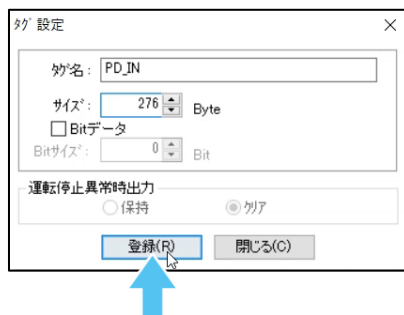 ﾀｸﾞ 設定
ﾀｸﾞ名： PD_IN
ｻｲｽﾞ： 276 Byte
Bitデータ
Bitｻｲｽﾞ： 0 Bit
運転停止異常時出力
保持 ｸﾘｱ
登録(R) 閉じる(C)